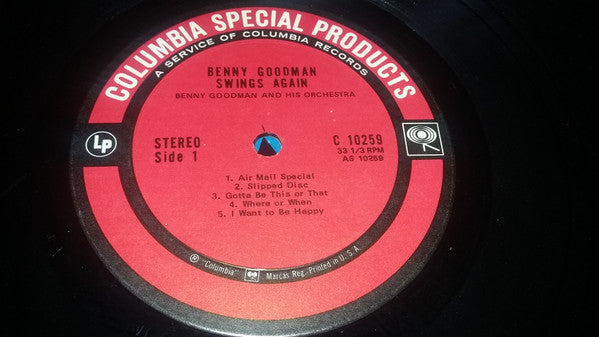 COLUMBIA SPECIAL PRODUCTS
A SERVICE OF COLUMBIA RECORDS
BENNY GOODMAN
SWINGS AGAIN
BENNY GOODMAN AND HIS ORCHESTRA
LP
STEREO
Side 1
C 10259
33 1/3 RPM
AS 10259
1. Air Mail Special
2. Slipped Disc
3. Gotta Be This or That
4. Where or When
5. I Want to Be Happy
® "Columbia" Marcas Reg. Printed in U.S.A.